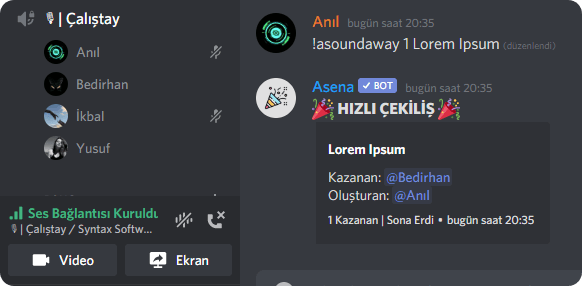 🎙️| Çalıştay
Anıl
Bedirhan
İkbal
Yusuf
Ses Bağlantısı Kuruldu
🎙️| Çalıştay / Syntax Softw...
Video
Ekran
Anıl bugün saat 20:35
!asoundaway 1 Lorem Ipsum (düzenlendi)
Asena ✓ BOT bugün saat 20:35
🎉 HIZLI ÇEKİLİŞ 🎉
Lorem Ipsum
Kazanan: @Bedirhan
Oluşturan: @Anıl
1 Kazanan | Sona Erdi • bugün saat 20:35